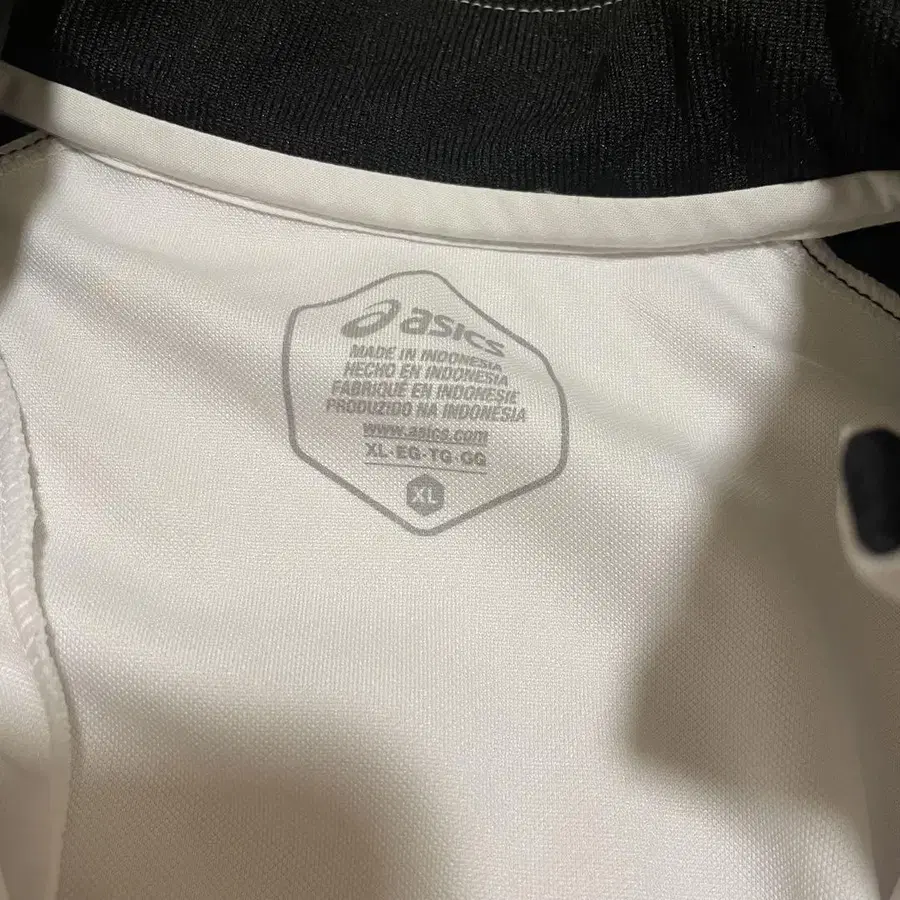 asics
MADE IN INDONESIA
HECHO EN INDONESIA
FABRIQUÉ EN INDONESIE
PRODUZIDO NA INDONESIA
www.asics.com
XL·EG·TG·GG
XL